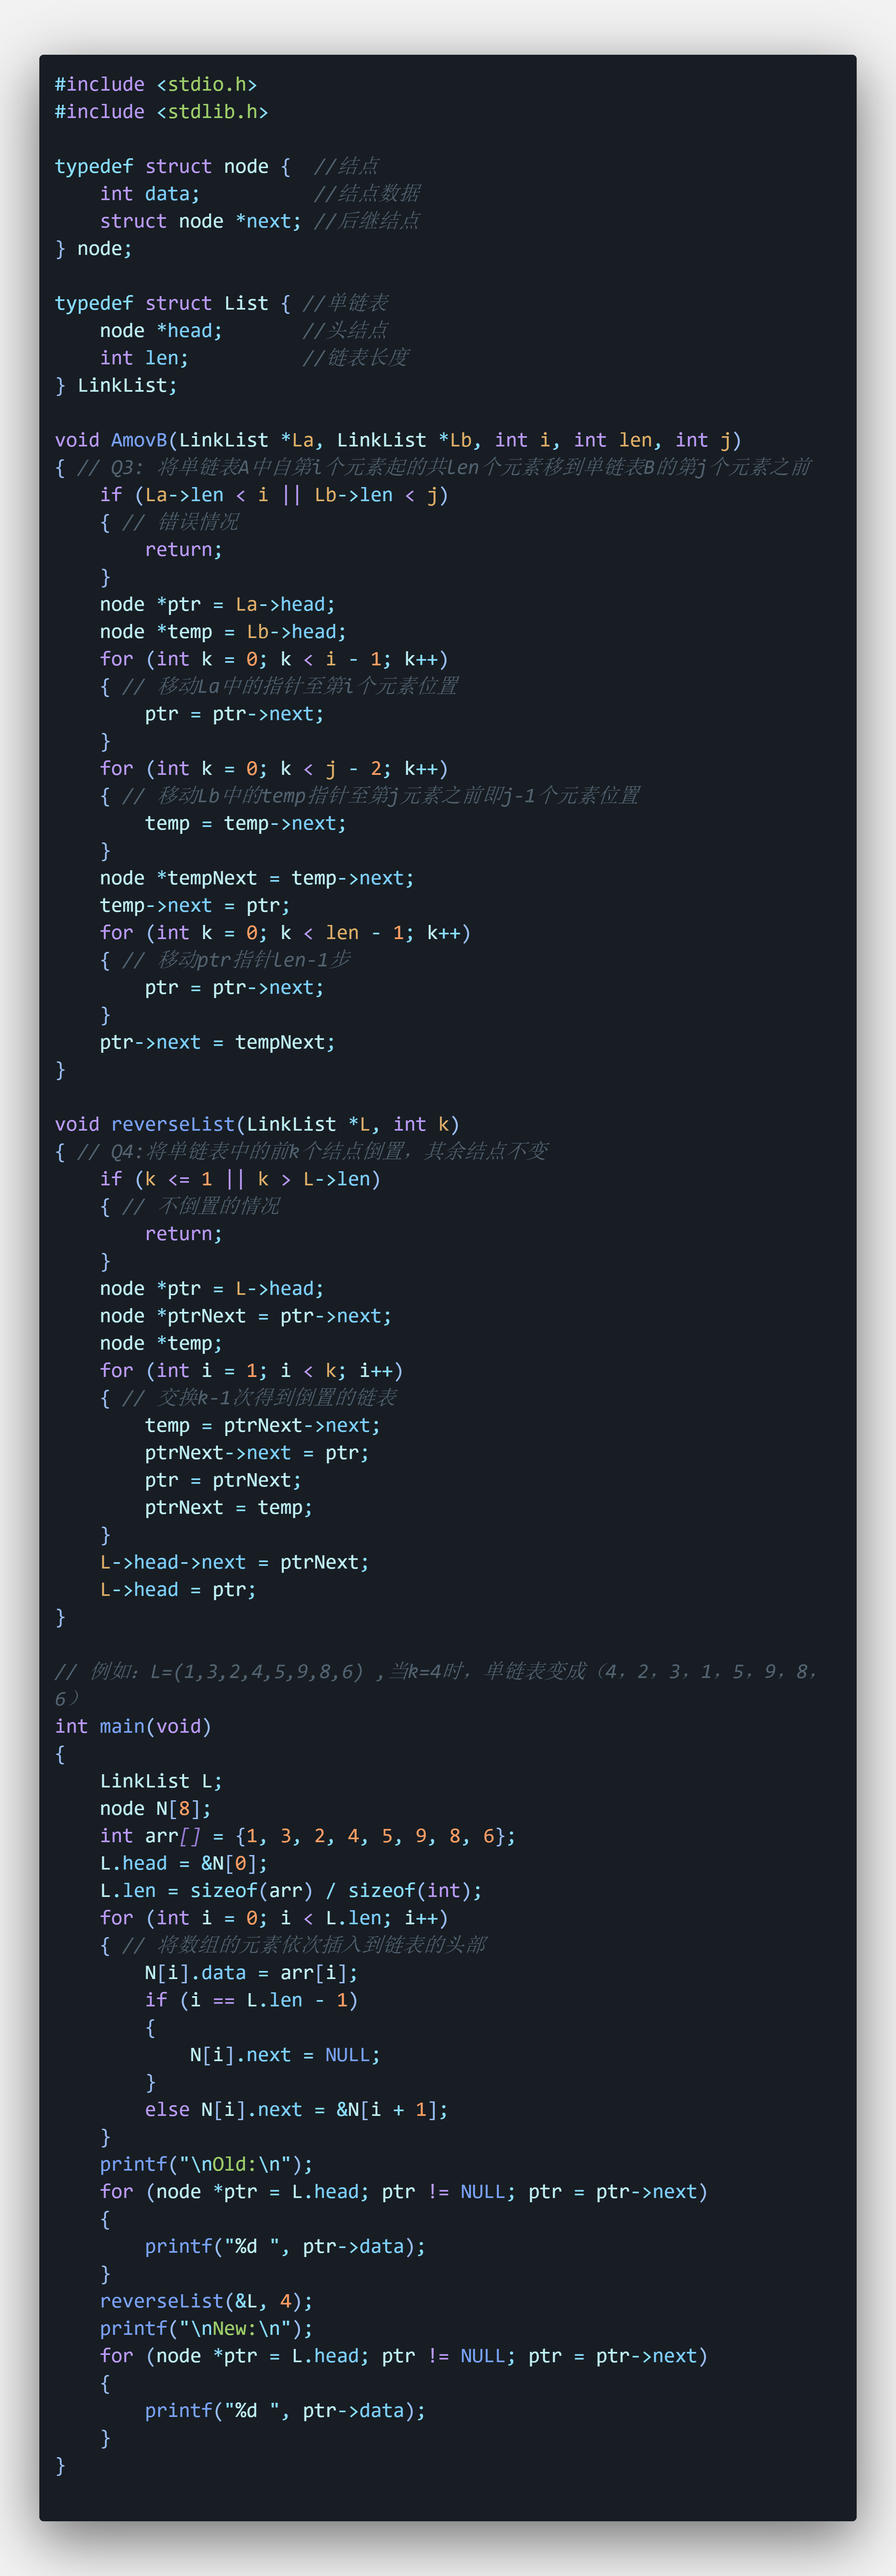 #include <stdio.h>
#include <stdlib.h>

typedef struct node {  //结点
    int data;          //结点数据
    struct node *next; //后继结点
} node;

typedef struct List { //单链表
    node *head;       //头结点
    int len;          //链表长度
} LinkList;

void AmovB(LinkList *La, LinkList *Lb, int i, int len, int j)
{ // Q3: 将单链表A中自第i个元素起的共len个元素移到单链表B的第j个元素之前
    if (La->len < i || Lb->len < j)
    { // 错误情况
        return;
    }
    node *ptr = La->head;
    node *temp = Lb->head;
    for (int k = 0; k < i - 1; k++)
    { // 移动La中的指针至第i个元素位置
        ptr = ptr->next;
    }
    for (int k = 0; k < j - 2; k++)
    { // 移动Lb中的temp指针至第j元素之前即j-1个元素位置
        temp = temp->next;
    }
    node *tempNext = temp->next;
    temp->next = ptr;
    for (int k = 0; k < len - 1; k++)
    { // 移动ptr指针len-1步
        ptr = ptr->next;
    }
    ptr->next = tempNext;
}

void reverseList(LinkList *L, int k)
{ // Q4:将单链表中的前k个结点倒置，其余结点不变
    if (k <= 1 || k > L->len)
    { // 不倒置的情况
        return;
    }
    node *ptr = L->head;
    node *ptrNext = ptr->next;
    node *temp;
    for (int i = 1; i < k; i++)
    { // 交换k-1次得到倒置的链表
        temp = ptrNext->next;
        ptrNext->next = ptr;
        ptr = ptrNext;
        ptrNext = temp;
    }
    L->head->next = ptrNext;
    L->head = ptr;
}

// 例如：L=(1,3,2,4,5,9,8,6) ,当k=4时，单链表变成（4，2，3，1，5，9，8，
6）
int main(void)
{
    LinkList L;
    node N[8];
    int arr[] = {1, 3, 2, 4, 5, 9, 8, 6};
    L.head = &N[0];
    L.len = sizeof(arr) / sizeof(int);
    for (int i = 0; i < L.len; i++)
    { // 将数组的元素依次插入到链表的头部
        N[i].data = arr[i];
        if (i == L.len - 1)
        {
            N[i].next = NULL;
        }
        else N[i].next = &N[i + 1];
    }
    printf("\nOld:\n");
    for (node *ptr = L.head; ptr != NULL; ptr = ptr->next)
    {
        printf("%d ", ptr->data);
    }
    reverseList(&L, 4);
    printf("\nNew:\n");
    for (node *ptr = L.head; ptr != NULL; ptr = ptr->next)
    {
        printf("%d ", ptr->data);
    }
}